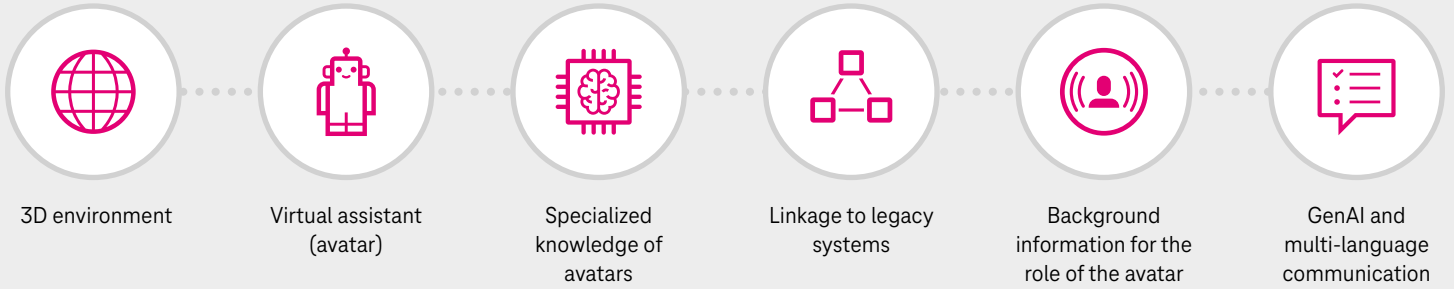 3D environment
Virtual assistant
(avatar)
Specialized
knowledge of
avatars
Linkage to legacy
systems
Background
information for the
role of the avatar
GenAI and
multi-language
communication